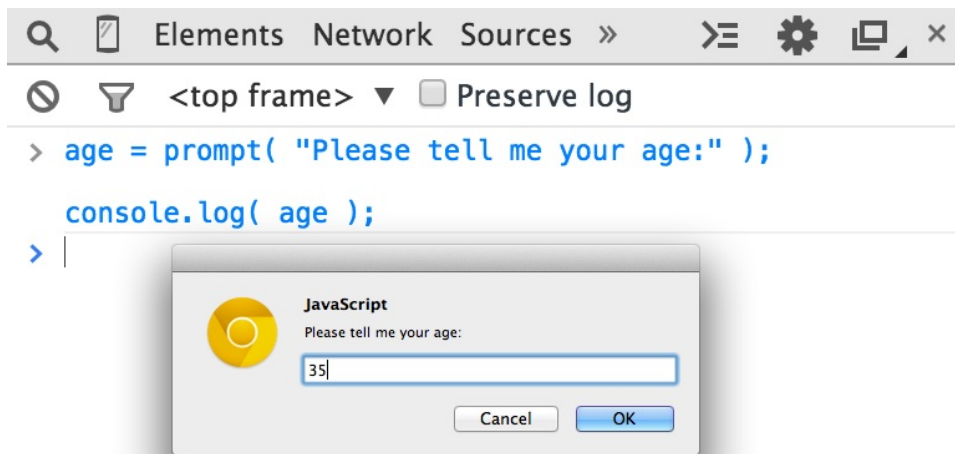 Elements Network Sources »
<top frame> ▼ Preserve log
> age = prompt( "Please tell me your age:" );
console.log( age );
>
JavaScript
Please tell me your age:
35
Cancel OK